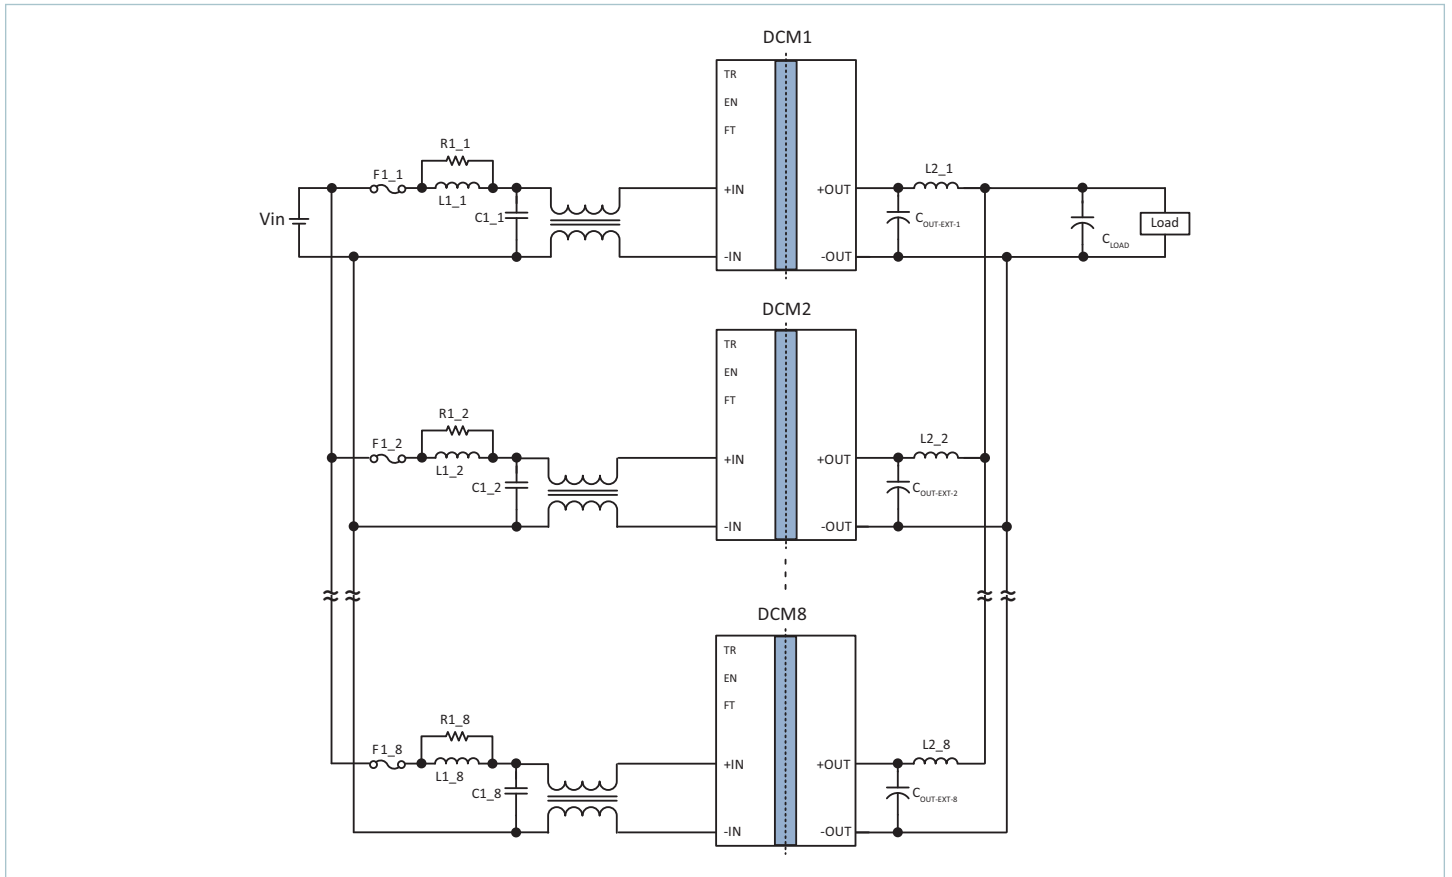 DCM1
TR
EN
FT
R1_1
F1_1
L1_1
C1_1
Vin
+IN
-IN
+OUT
-OUT
L2_1
COUT-EXT-1
CLOAD
Load
DCM2
TR
EN
FT
R1_2
F1_2
L1_2
C1_2
+IN
-IN
+OUT
-OUT
L2_2
COUT-EXT-2
DCM8
TR
EN
FT
R1_8
F1_8
L1_8
C1_8
+IN
-IN
+OUT
-OUT
L2_8
COUT-EXT-8